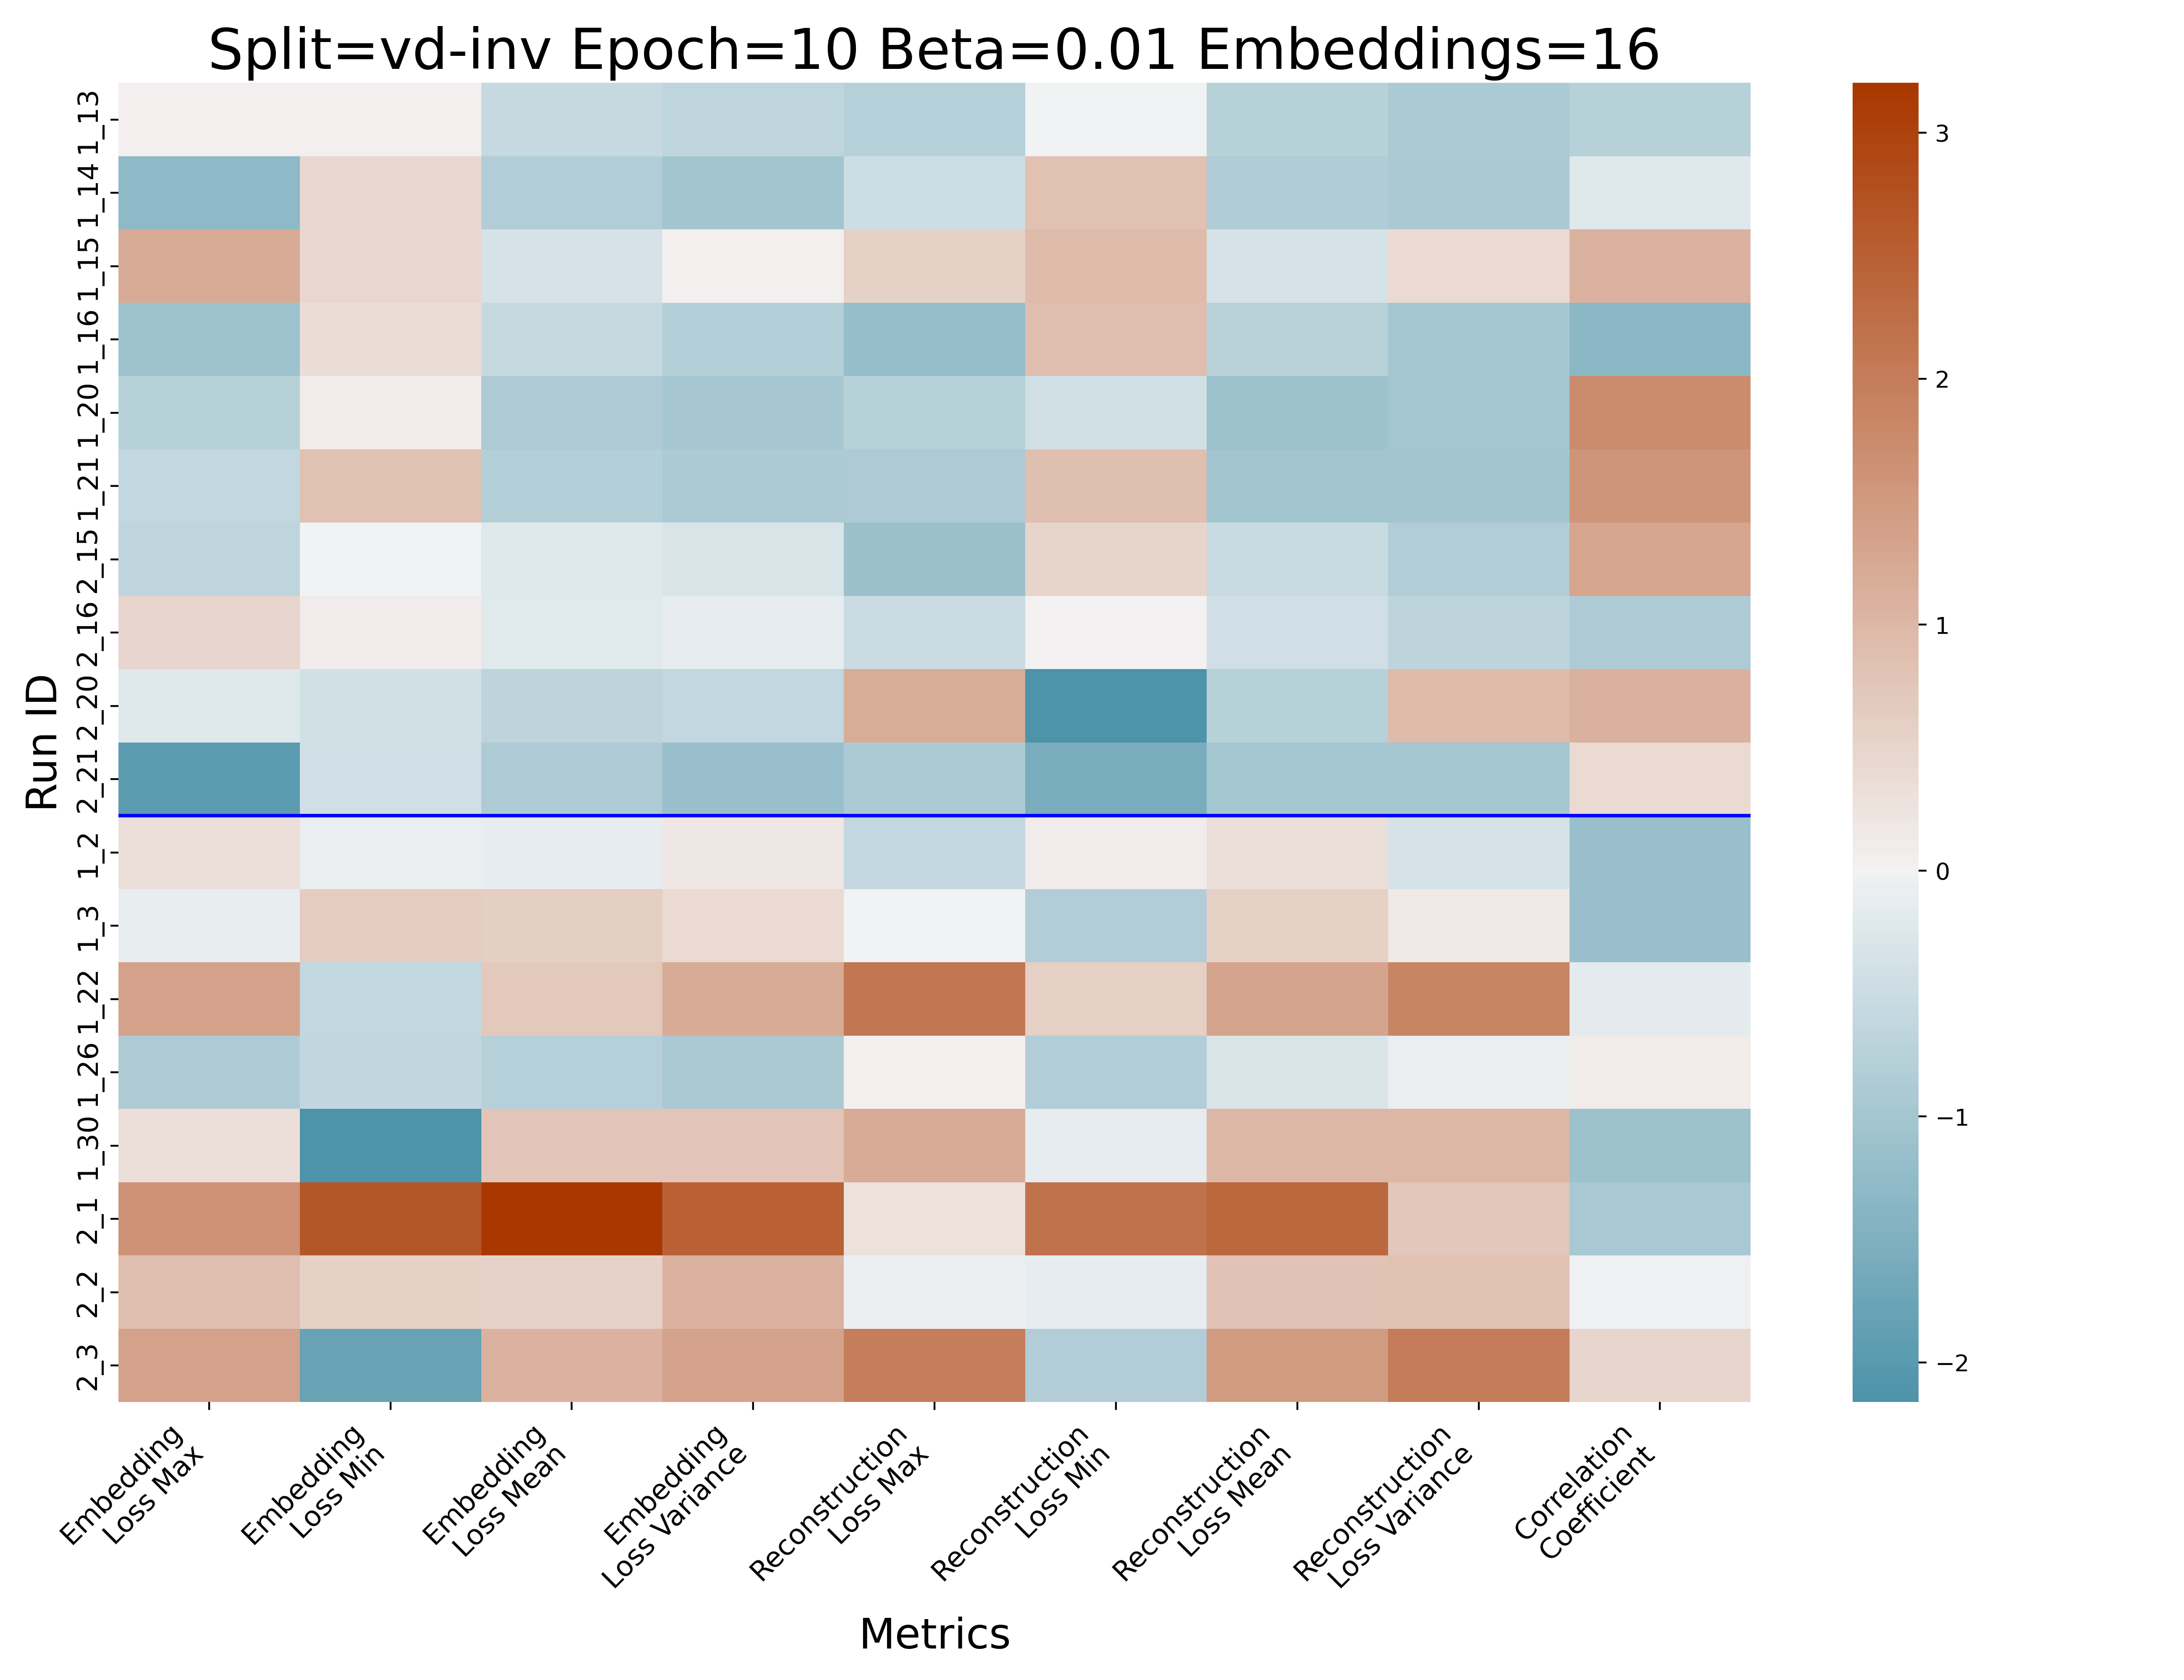 Split=vd-inv Epoch=10 Beta=0.01 Embeddings=16
Run ID
1_13
1_14
1_15
1_16
1_20
1_21
2_15
2_16
2_20
2_21
1_2
1_3
1_22
1_26
1_30
2_1
2_2
2_3
Embedding
Loss Max
Embedding
Loss Min
Embedding
Loss Mean
Embedding
Loss Variance
Reconstruction
Loss Max
Reconstruction
Loss Min
Reconstruction
Loss Mean
Reconstruction
Loss Variance
Correlation
Coefficient
Metrics
3
2
1
0
−1
−2